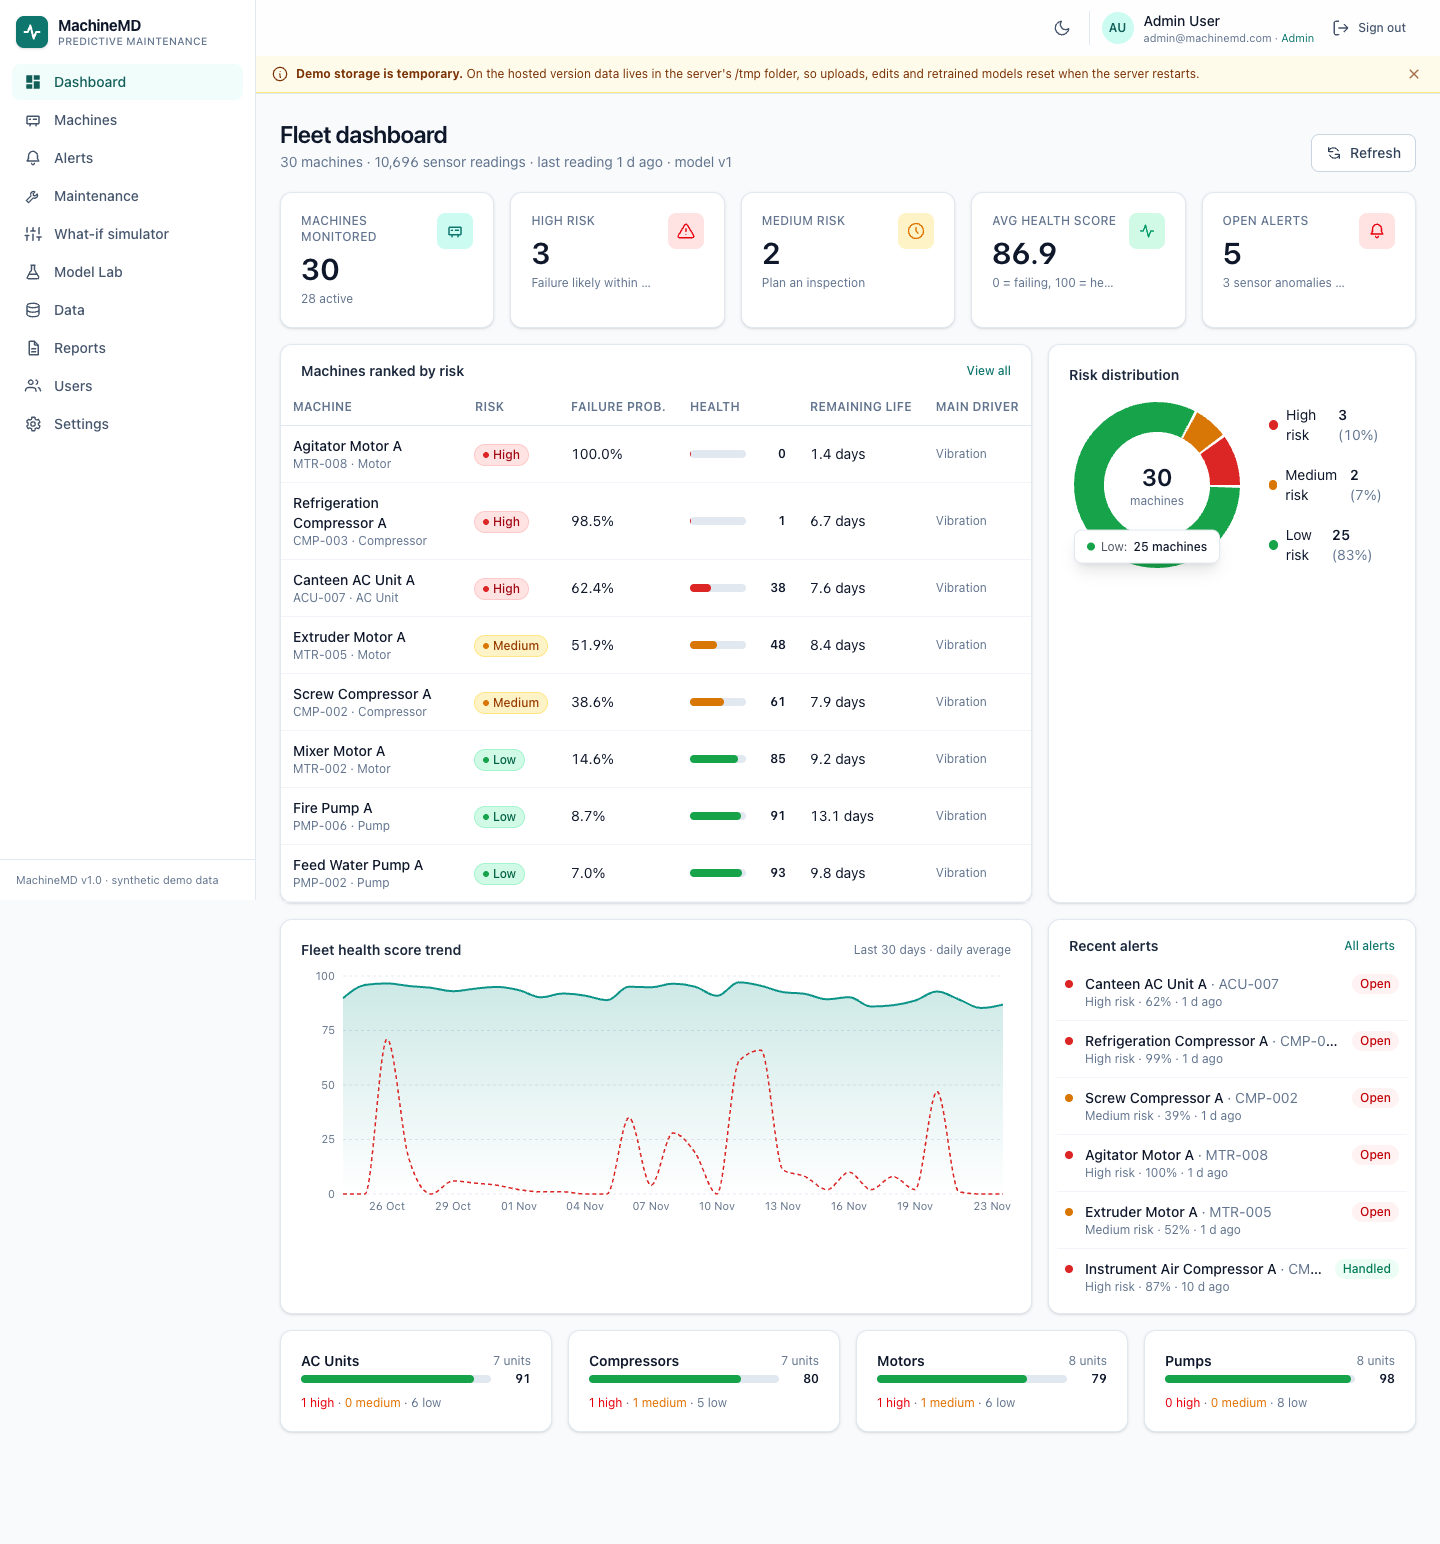 MachineMD
PREDICTIVE MAINTENANCE
Dashboard
Machines
Alerts
Maintenance
What-if simulator
Model Lab
Data
Reports
Users
Settings
MachineMD v1.0 · synthetic demo data
AU
Admin User
admin@machinemd.com · Admin
Sign out
Demo storage is temporary. On the hosted version data lives in the server's /tmp folder, so uploads, edits and retrained models reset when the server restarts.
Fleet dashboard
30 machines · 10,696 sensor readings · last reading 1 d ago · model v1
Refresh
MACHINES
MONITORED
30
28 active
HIGH RISK
3
Failure likely within ...
MEDIUM RISK
2
Plan an inspection
AVG HEALTH SCORE
86.9
0 = failing, 100 = he...
OPEN ALERTS
5
3 sensor anomalies ...
Machines ranked by risk
View all
MACHINE RISK FAILURE PROB. HEALTH REMAINING LIFE MAIN DRIVER
Agitator Motor A
MTR-008 · Motor
High 100.0% 0 1.4 days Vibration
Refrigeration
Compressor A
CMP-003 · Compressor
High 98.5% 1 6.7 days Vibration
Canteen AC Unit A
ACU-007 · AC Unit
High 62.4% 38 7.6 days Vibration
Extruder Motor A
MTR-005 · Motor
Medium 51.9% 48 8.4 days Vibration
Screw Compressor A
CMP-002 · Compressor
Medium 38.6% 61 7.9 days Vibration
Mixer Motor A
MTR-002 · Motor
Low 14.6% 85 9.2 days Vibration
Fire Pump A
PMP-006 · Pump
Low 8.7% 91 13.1 days Vibration
Feed Water Pump A
PMP-002 · Pump
Low 7.0% 93 9.8 days Vibration
Risk distribution
30
machines
Low: 25 machines
High
risk
3
(10%)
Medium
risk
2
(7%)
Low
risk
25
(83%)
Fleet health score trend
Last 30 days · daily average
100
75
50
25
0
26 Oct 29 Oct 01 Nov 04 Nov 07 Nov 10 Nov 13 Nov 16 Nov 19 Nov 23 Nov
Recent alerts
All alerts
Canteen AC Unit A · ACU-007 Open
High risk · 62% · 1 d ago
Refrigeration Compressor A · CMP-0... Open
High risk · 99% · 1 d ago
Screw Compressor A · CMP-002 Open
Medium risk · 39% · 1 d ago
Agitator Motor A · MTR-008 Open
High risk · 100% · 1 d ago
Extruder Motor A · MTR-005 Open
Medium risk · 52% · 1 d ago
Instrument Air Compressor A · CM... Handled
High risk · 87% · 10 d ago
AC Units 7 units
91
1 high · 0 medium · 6 low
Compressors 7 units
80
1 high · 1 medium · 5 low
Motors 8 units
79
1 high · 1 medium · 6 low
Pumps 8 units
98
0 high · 0 medium · 8 low